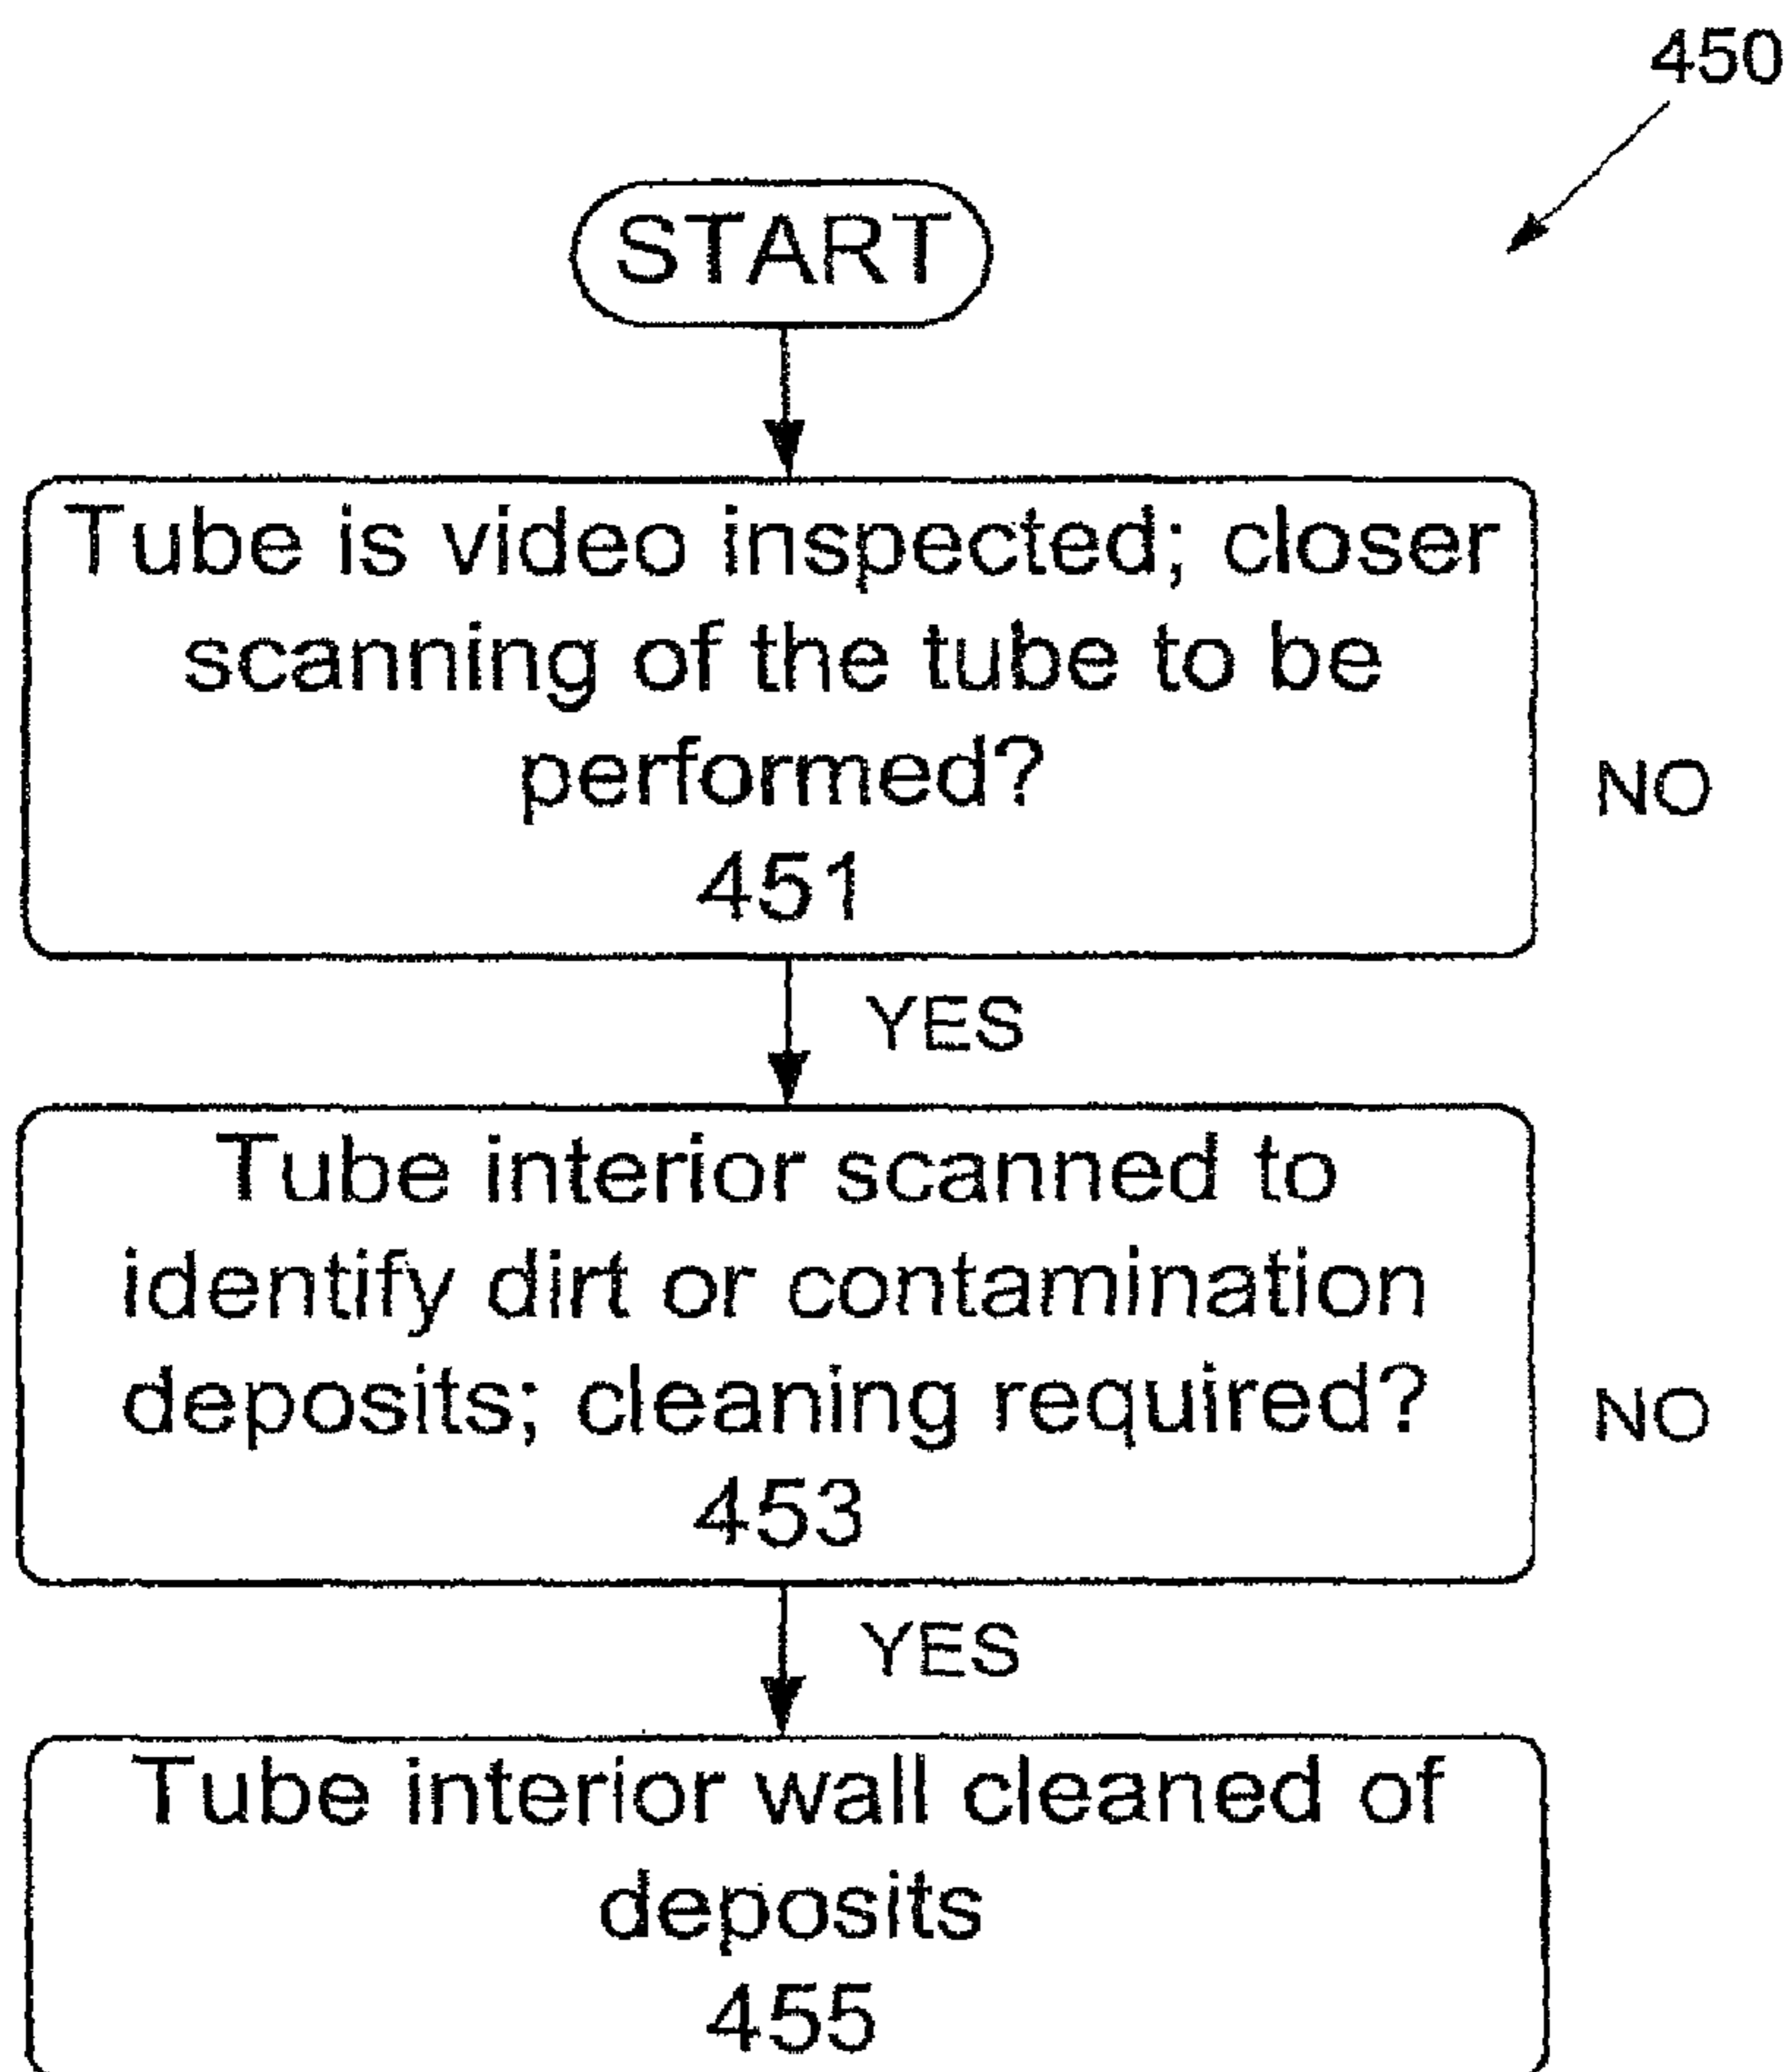 450
START
Tube is video inspected; closer
scanning of the tube to be
performed?
451
NO
YES
Tube interior scanned to
identify dirt or contamination
deposits; cleaning required?
453
NO
YES
Tube interior wall cleaned of
deposits
455